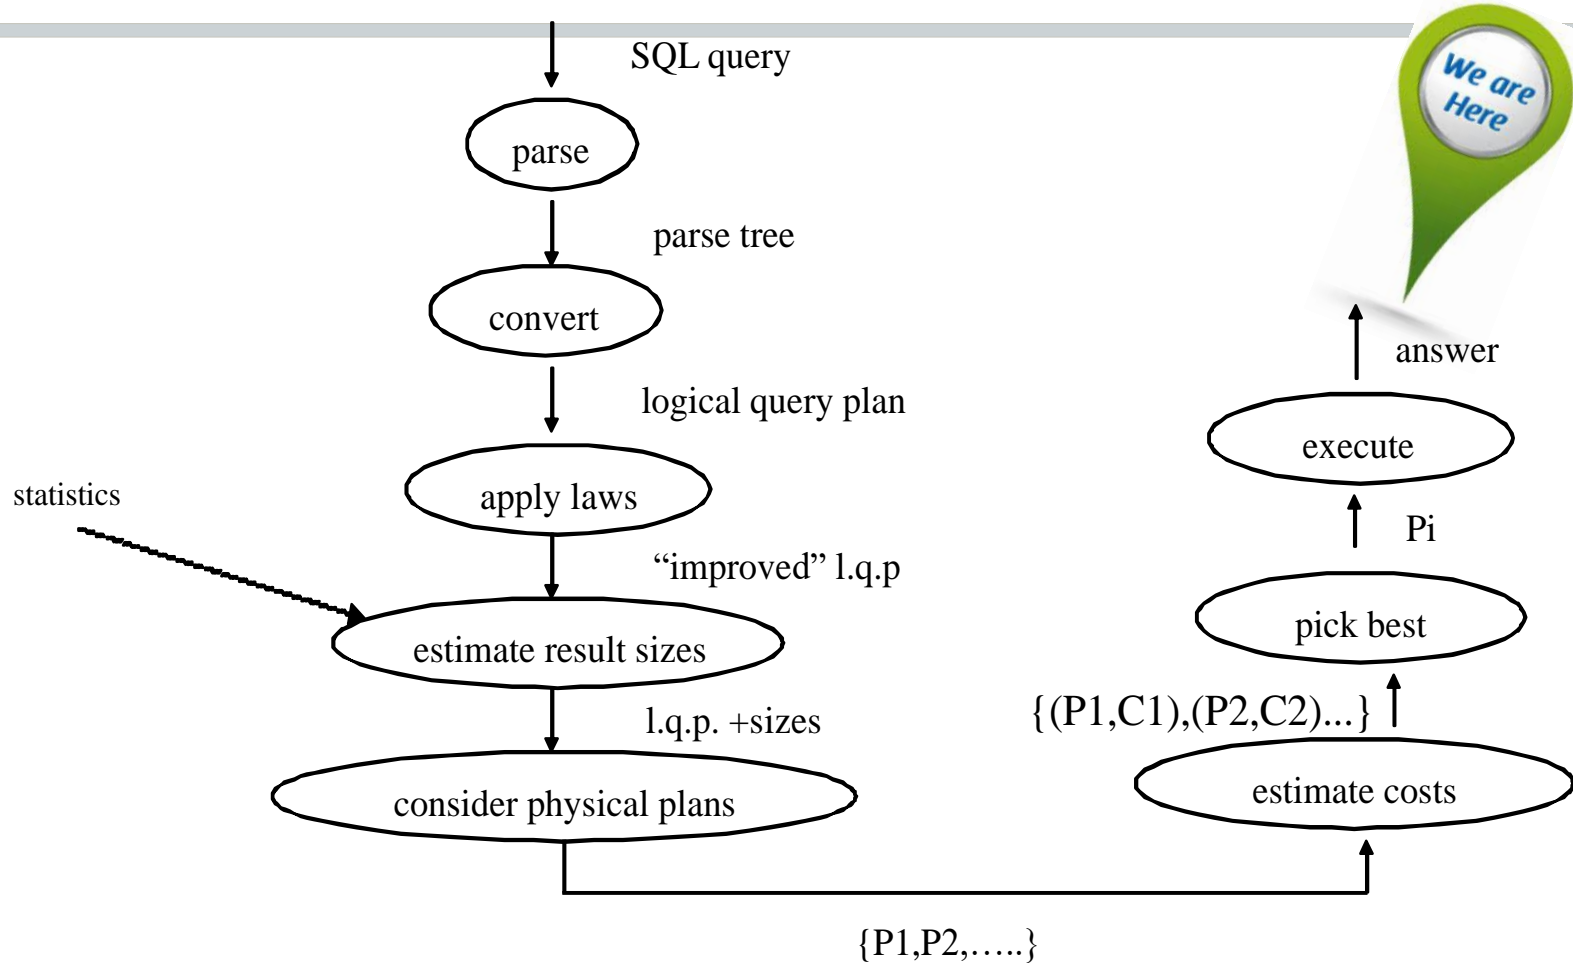 SQL query
parse
parse tree
convert
logical query plan
apply laws
statistics
“improved” l.q.p
estimate result sizes
l.q.p. +sizes
consider physical plans
{P1,P2,.....}
estimate costs
{(P1,C1),(P2,C2)...}
pick best
Pi
execute
answer
We are
Here